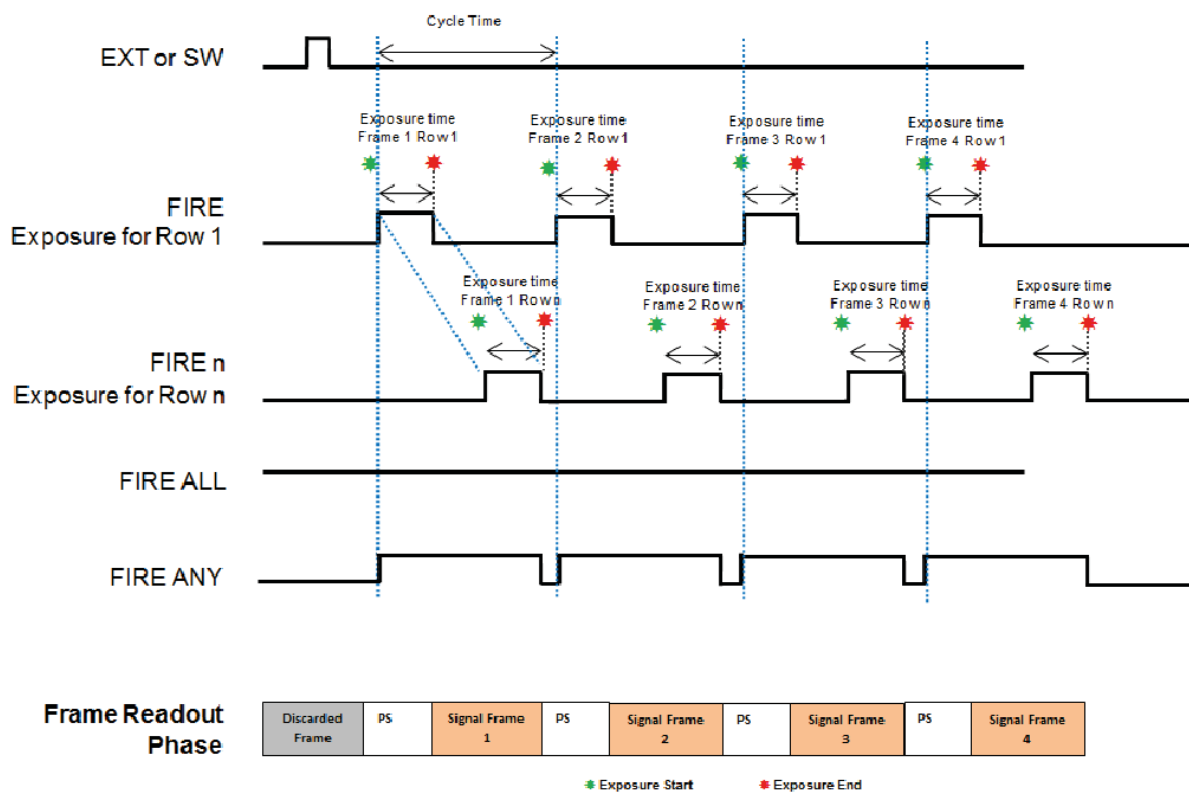 Cycle Time
EXT or SW
Exposure time
Frame 1 Row1
Exposure time
Frame 2 Row1
Exposure time
Frame 3 Row1
Exposure time
Frame 4 Row1
FIRE
Exposure for Row 1
Exposure time
Frame 1 Rown
Exposure time
Frame 2 Rown
Exposure time
Frame 3 Rown
Exposure time
Frame 4 Rown
FIRE n
Exposure for Row n
FIRE ALL
FIRE ANY
Frame Readout
Phase
Discarded
Frame
PS
Signal Frame
1
PS
Signal Frame
2
PS
Signal Frame
3
PS
Signal Frame
4
Exposure Start
Exposure End